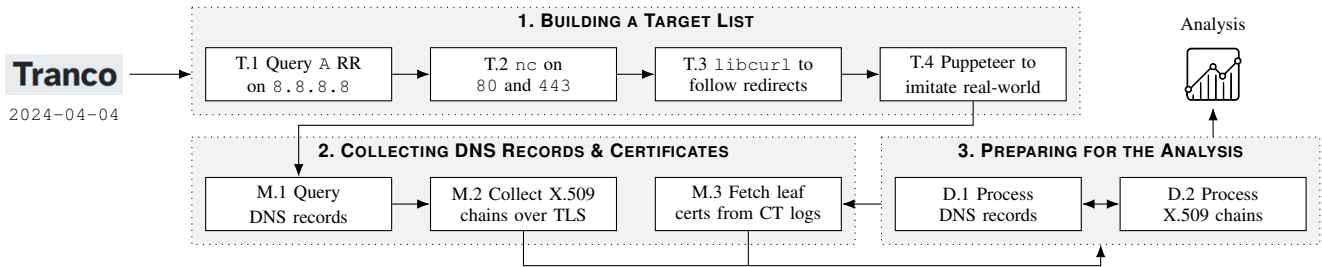 1. BUILDING A TARGET LIST
Analysis
Tranco
2024-04-04
T.1 Query A RR
on 8.8.8.8
T.2 nc on
80 and 443
T.3 libcurl to
follow redirects
T.4 Puppeteer to
imitate real-world
2. COLLECTING DNS RECORDS & CERTIFICATES
M.1 Query
DNS records
M.2 Collect X.509
chains over TLS
M.3 Fetch leaf
certs from CT logs
3. PREPARING FOR THE ANALYSIS
D.1 Process
DNS records
D.2 Process
X.509 chains